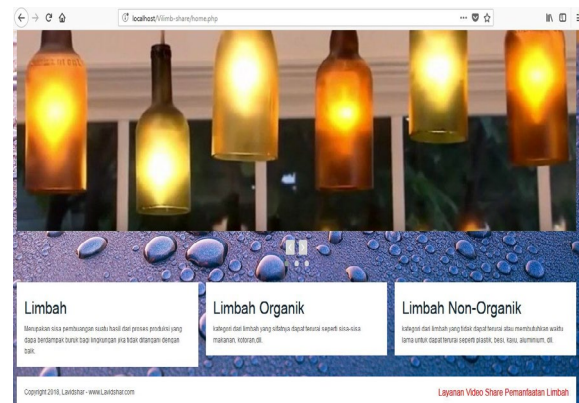 localhost/Vilimb-share/home.php
Limbah
Merupakan sisa pembuangan suatu hasil dari proses produksi yang
dapa berdampak buruk bagi lingkungan jika tidak ditangani dengan
baik.
Limbah Organik
kategori dari limbah yang sifatnya dapat terurai seperti sisa-sisa
makanan, kotoran,dll.
Limbah Non-Organik
kategori dari limbah yang tidak dapat terurai atau membutuhkan waktu
lama untuk dapat terurai seperti plastik, besi, kayu, aluminium, dll.
Copyright 2018, Lavidshar - www.Lavidshar.com
Layanan Video Share Pemanfaatan Limbah